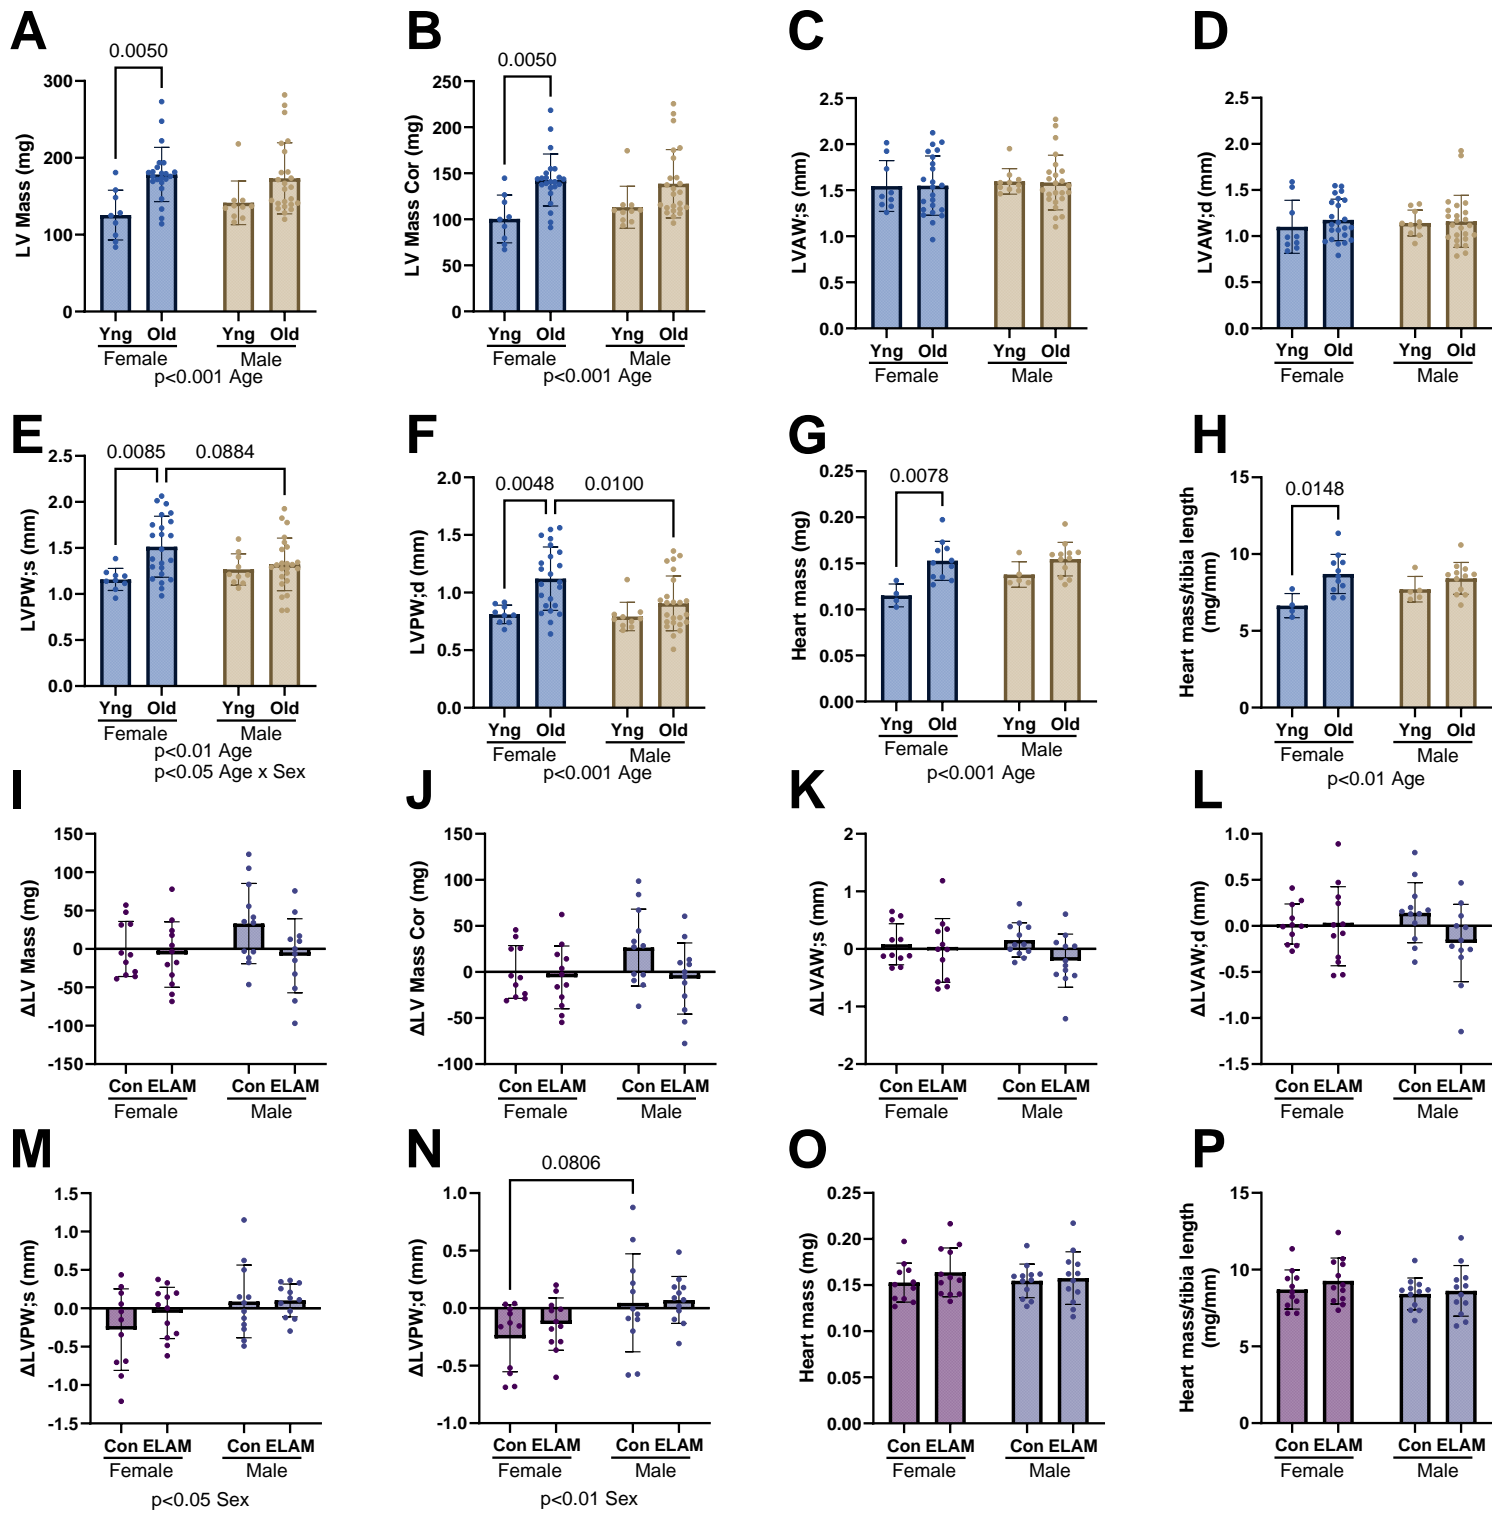 A
0.0050
LV Mass (mg)
300
200
100
0
Yng Old Yng Old
Female Male
p<0.001 Age
B
0.0050
LV Mass Cor (mg)
250
200
150
100
50
0
Yng Old Yng Old
Female Male
p<0.001 Age
C
LVAW;s (mm)
2.5
2.0
1.5
1.0
0.5
0.0
Yng Old Yng Old
Female Male
D
LVAW;d (mm)
2.5
2.0
1.5
1.0
0.5
0.0
Yng Old Yng Old
Female Male
E
0.0085 0.0884
LVPW;s (mm)
2.5
2.0
1.5
1.0
0.5
0.0
Yng Old Yng Old
Female Male
p<0.01 Age
p<0.05 Age x Sex
F
0.0048 0.0100
LVPW;d (mm)
2.0
1.5
1.0
0.5
0.0
Yng Old Yng Old
Female Male
p<0.001 Age
G
0.0078
Heart mass (mg)
0.25
0.20
0.15
0.10
0.05
0.00
Yng Old Yng Old
Female Male
p<0.001 Age
H
0.0148
Heart mass/tibia length
(mg/mm)
15
10
5
0
Yng Old Yng Old
Female Male
p<0.01 Age
I
ΔLV Mass (mg)
150
100
50
0
-50
-100
-150
Con ELAM Con ELAM
Female Male
J
ΔLV Mass Cor (mg)
150
100
50
0
-50
-100
Con ELAM Con ELAM
Female Male
K
ΔLVAW;s (mm)
2
1
0
-1
-2
Con ELAM Con ELAM
Female Male
L
ΔLVAW;d (mm)
1.0
0.5
0.0
-0.5
-1.0
-1.5
Con ELAM Con ELAM
Female Male
M
ΔLVPW;s (mm)
1.5
1.0
0.5
0.0
-0.5
-1.0
-1.5
Con ELAM Con ELAM
Female Male
p<0.05 Sex
N
0.0806
ΔLVPW;d (mm)
1.0
0.5
0.0
-0.5
-1.0
Con ELAM Con ELAM
Female Male
p<0.01 Sex
O
Heart mass (mg)
0.25
0.20
0.15
0.10
0.05
0.00
Con ELAM Con ELAM
Female Male
P
Heart mass/tibia length
(mg/mm)
15
10
5
0
Con ELAM Con ELAM
Female Male